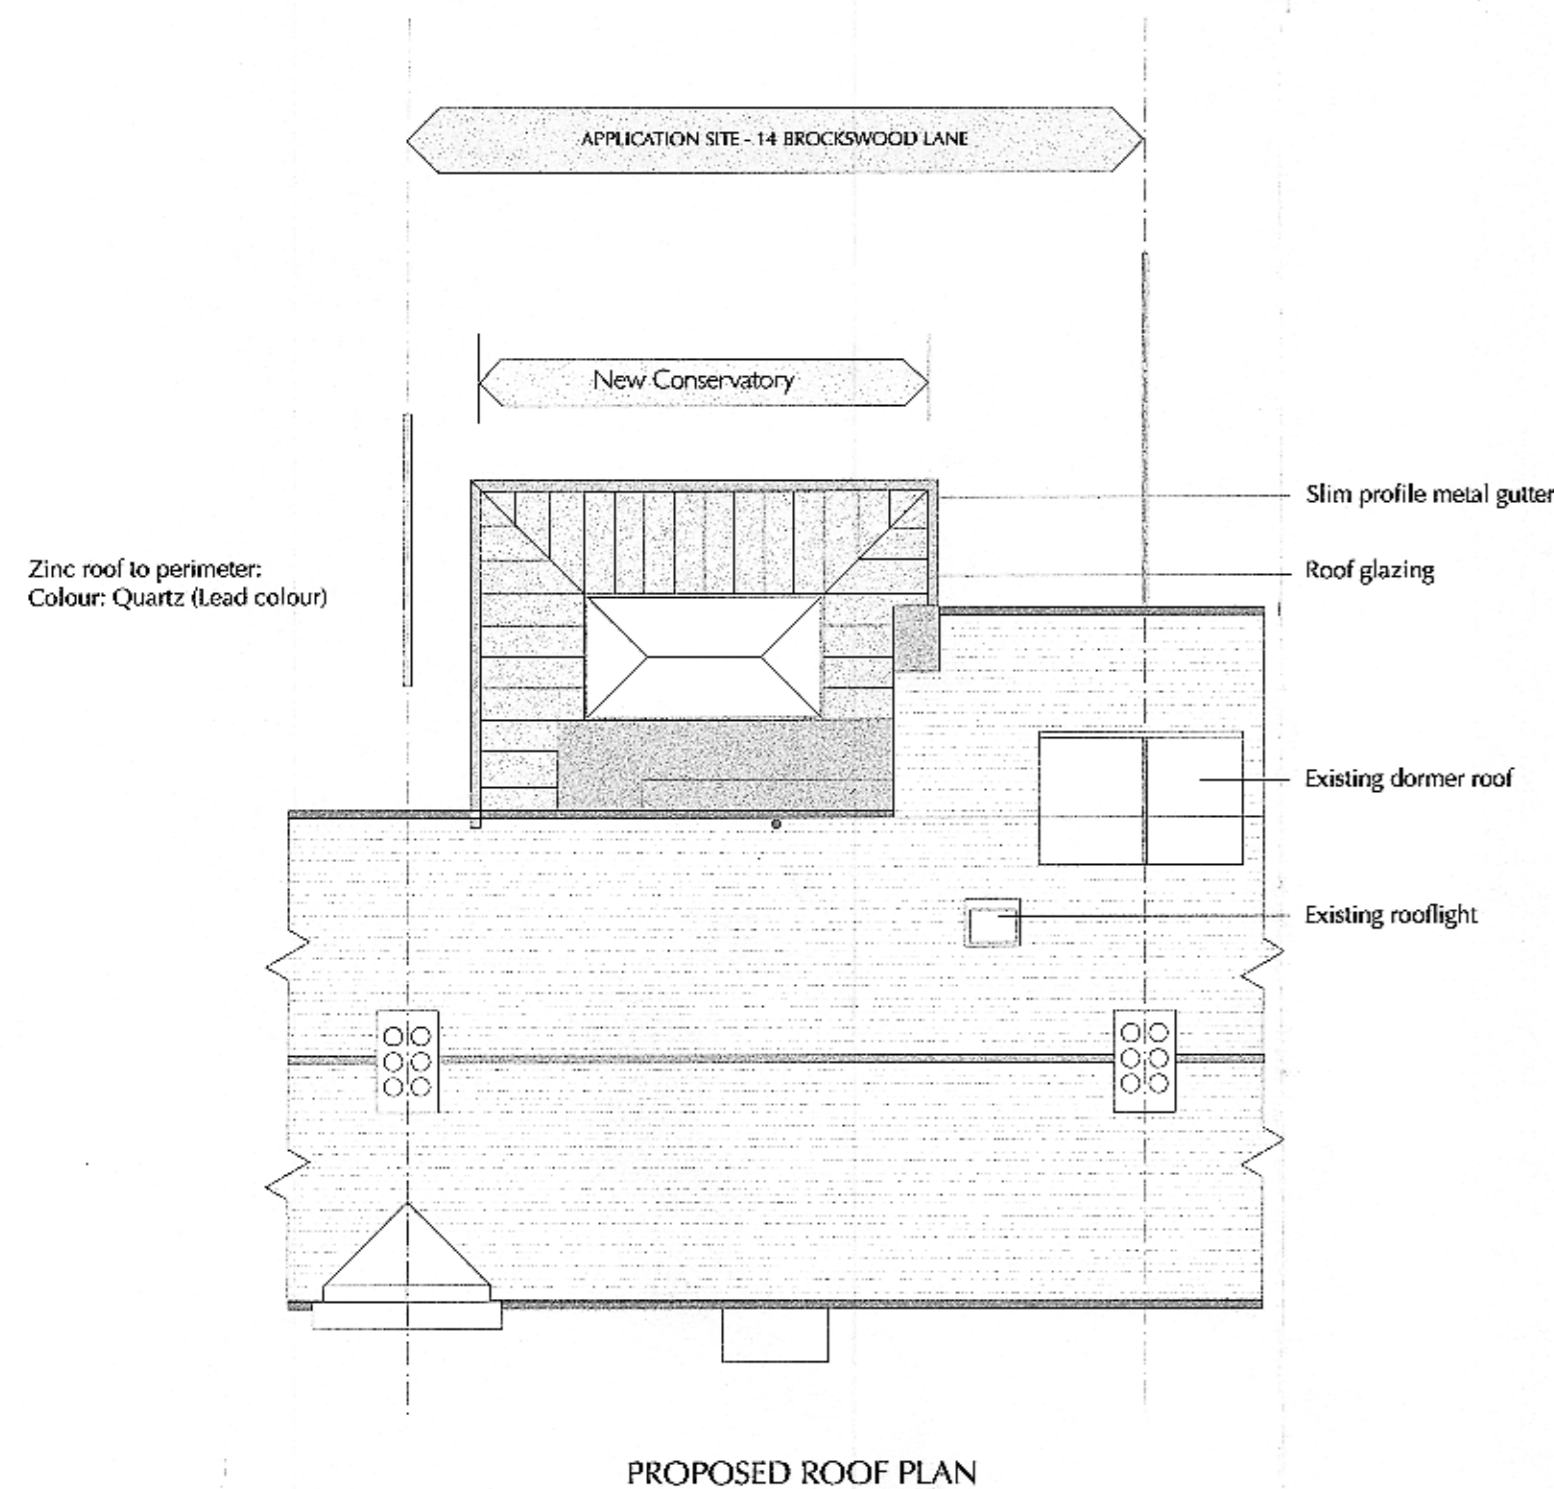 APPLICATION SITE - 14 BROCKSWOOD LANE
New Conservatory
Slim profile metal gutter
Zinc roof to perimeter:
Colour: Quartz (Lead colour)
Roof glazing
Existing dormer roof
Existing rooflight
PROPOSED ROOF PLAN